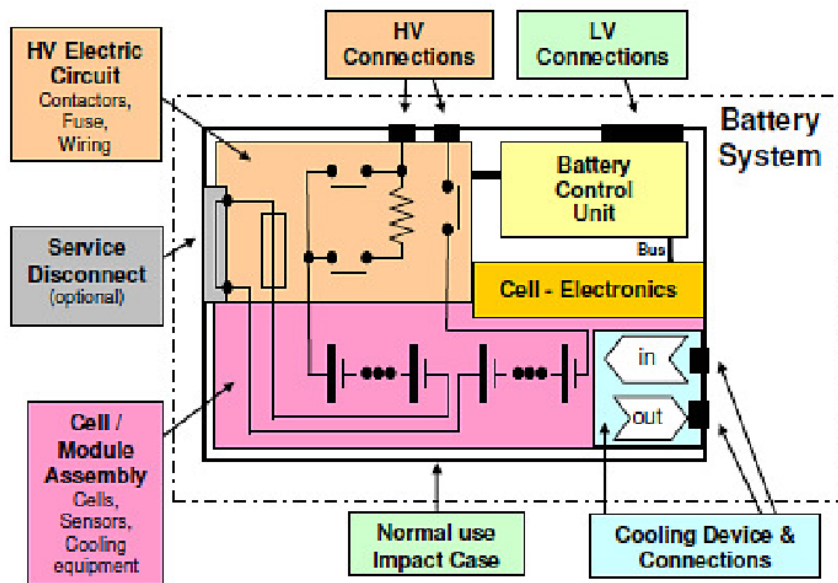 HV Electric
Circuit
Contactors,
Fuse,
Wiring
HV
Connections
LV
Connections
Battery
System
Battery
Control
Unit
Bus
Service
Disconnect
(optional)
Cell - Electronics
in
out
Cell /
Module
Assembly
Cells,
Sensors,
Cooling
equipment
Normal use
Impact Case
Cooling Device &
Connections